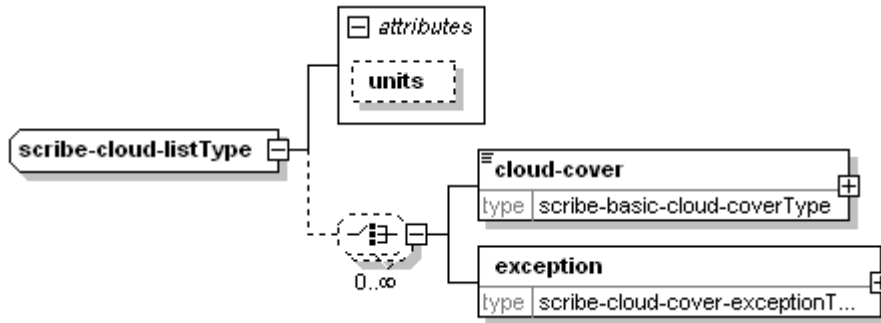 attributes
units
scribe-cloud-listType
cloud-cover
type scribe-basic-cloud-coverType
0..∞
exception
type scribe-cloud-cover-exceptionT...